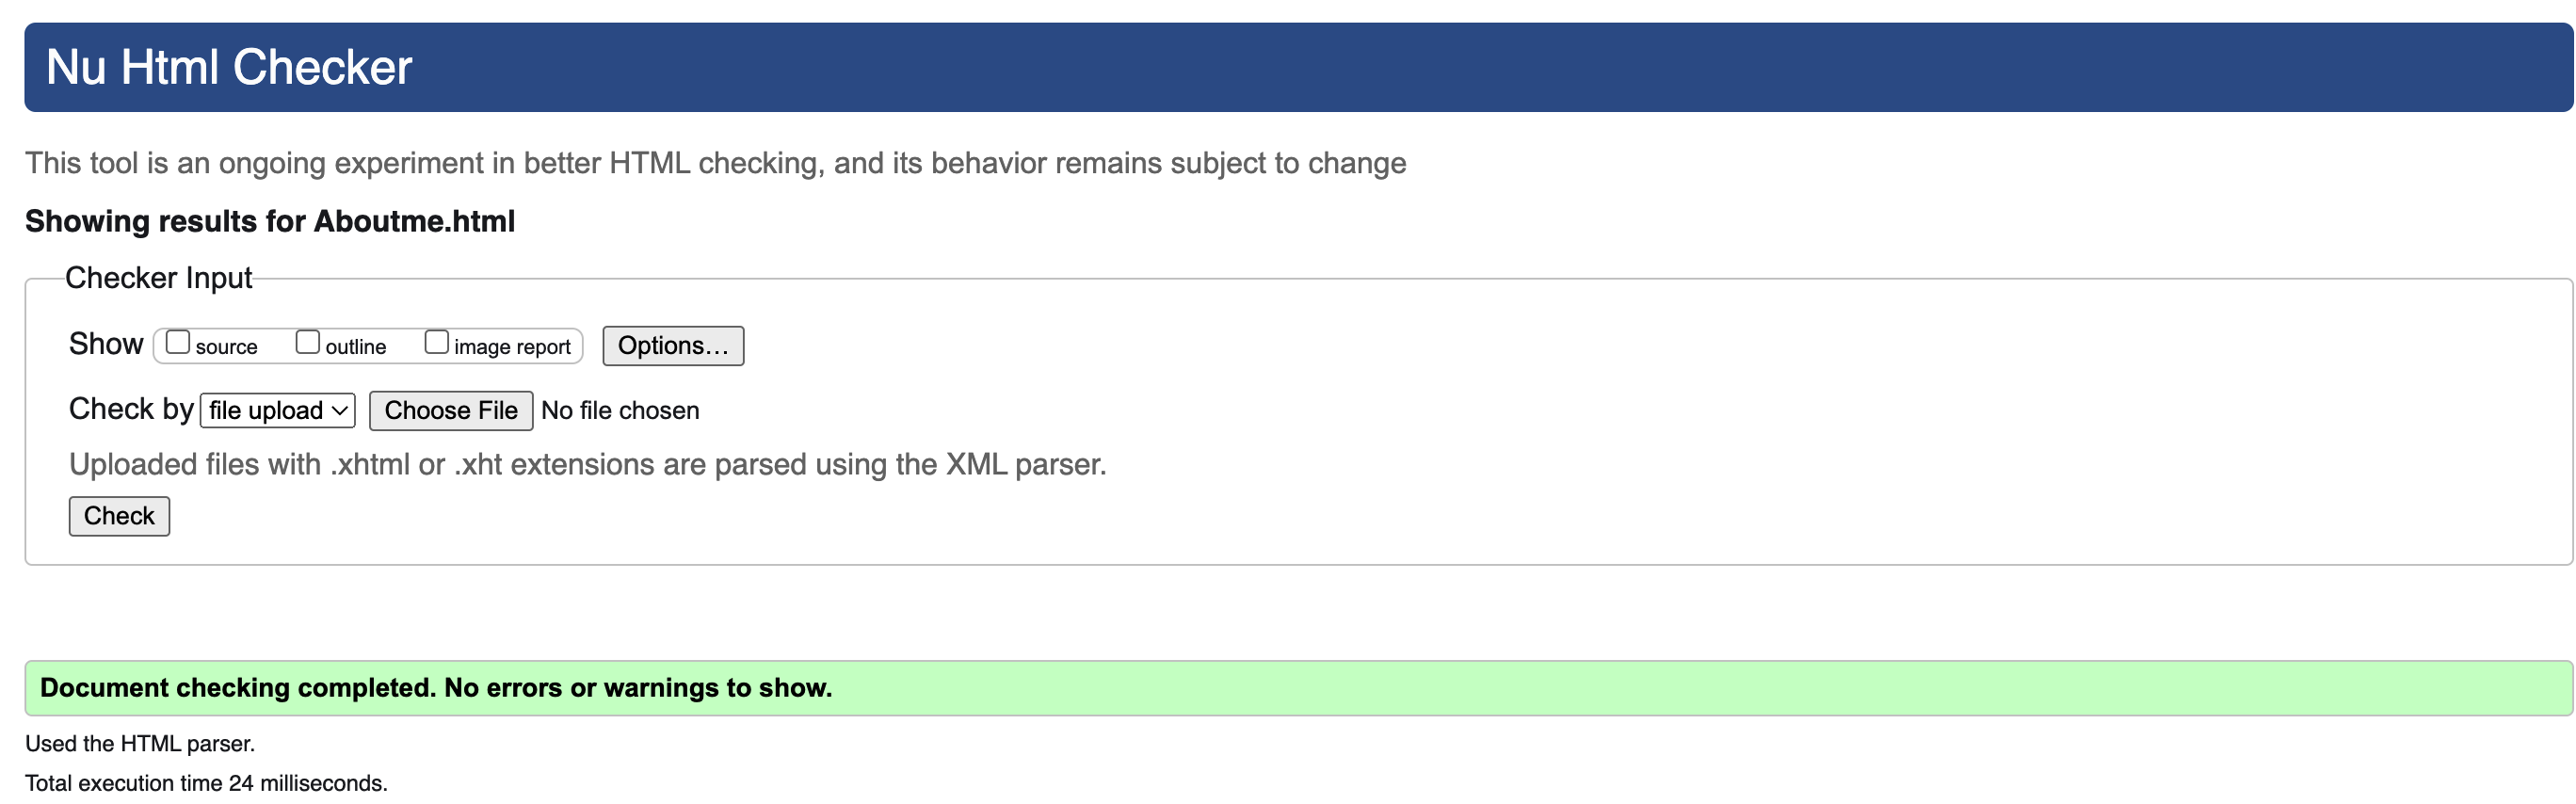 Nu Html Checker
This tool is an ongoing experiment in better HTML checking, and its behavior remains subject to change
Showing results for Aboutme.html
Checker Input
Show source outline image report Options...
Check by file upload Choose File No file chosen
Uploaded files with .xhtml or .xht extensions are parsed using the XML parser.
Check
Document checking completed. No errors or warnings to show.
Used the HTML parser.
Total execution time 24 milliseconds.